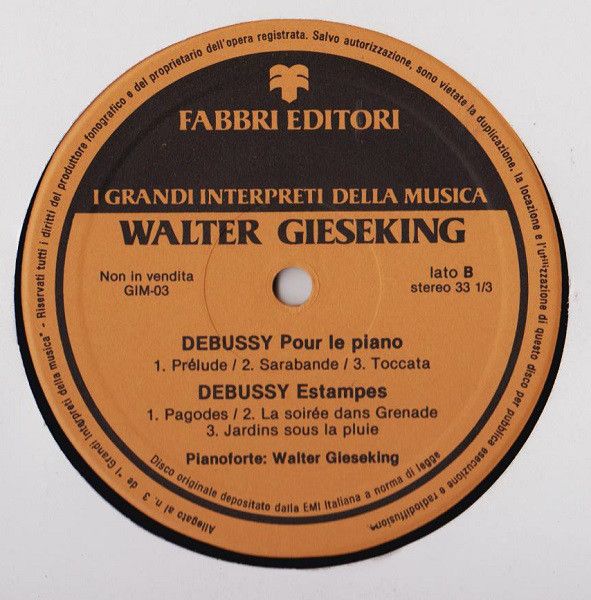 Riservati tutti i diritti del produttore fonografico e del proprietario dell'opera registrata. Salvo autorizzazione, sono vietate la duplicazione, la locazione e l'utilizzazione di questo disco per pubblica esecuzione e radiodiffusione.
FABBRI EDITORI
I GRANDI INTERPRETI DELLA MUSICA
WALTER GIESEKING
Non in vendita
GIM-03
lato B
stereo 33 1/3
DEBUSSY Pour le piano
1. Prélude / 2. Sarabande / 3. Toccata
DEBUSSY Estampes
1. Pagodes / 2. La soirée dans Grenade
3. Jardins sous la pluie
Pianoforte: Walter Gieseking
Disco originale depositato dalla EMI Italiana a norma di legge
Allegato al n. 3 de "I Grandi Interpreti della musica" -